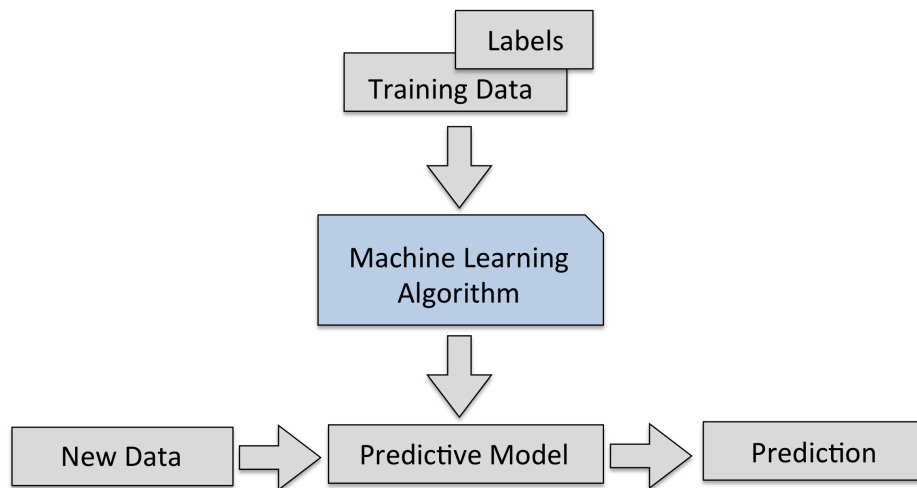 Labels
Training Data
Machine Learning
Algorithm
New Data
Predictive Model
Prediction